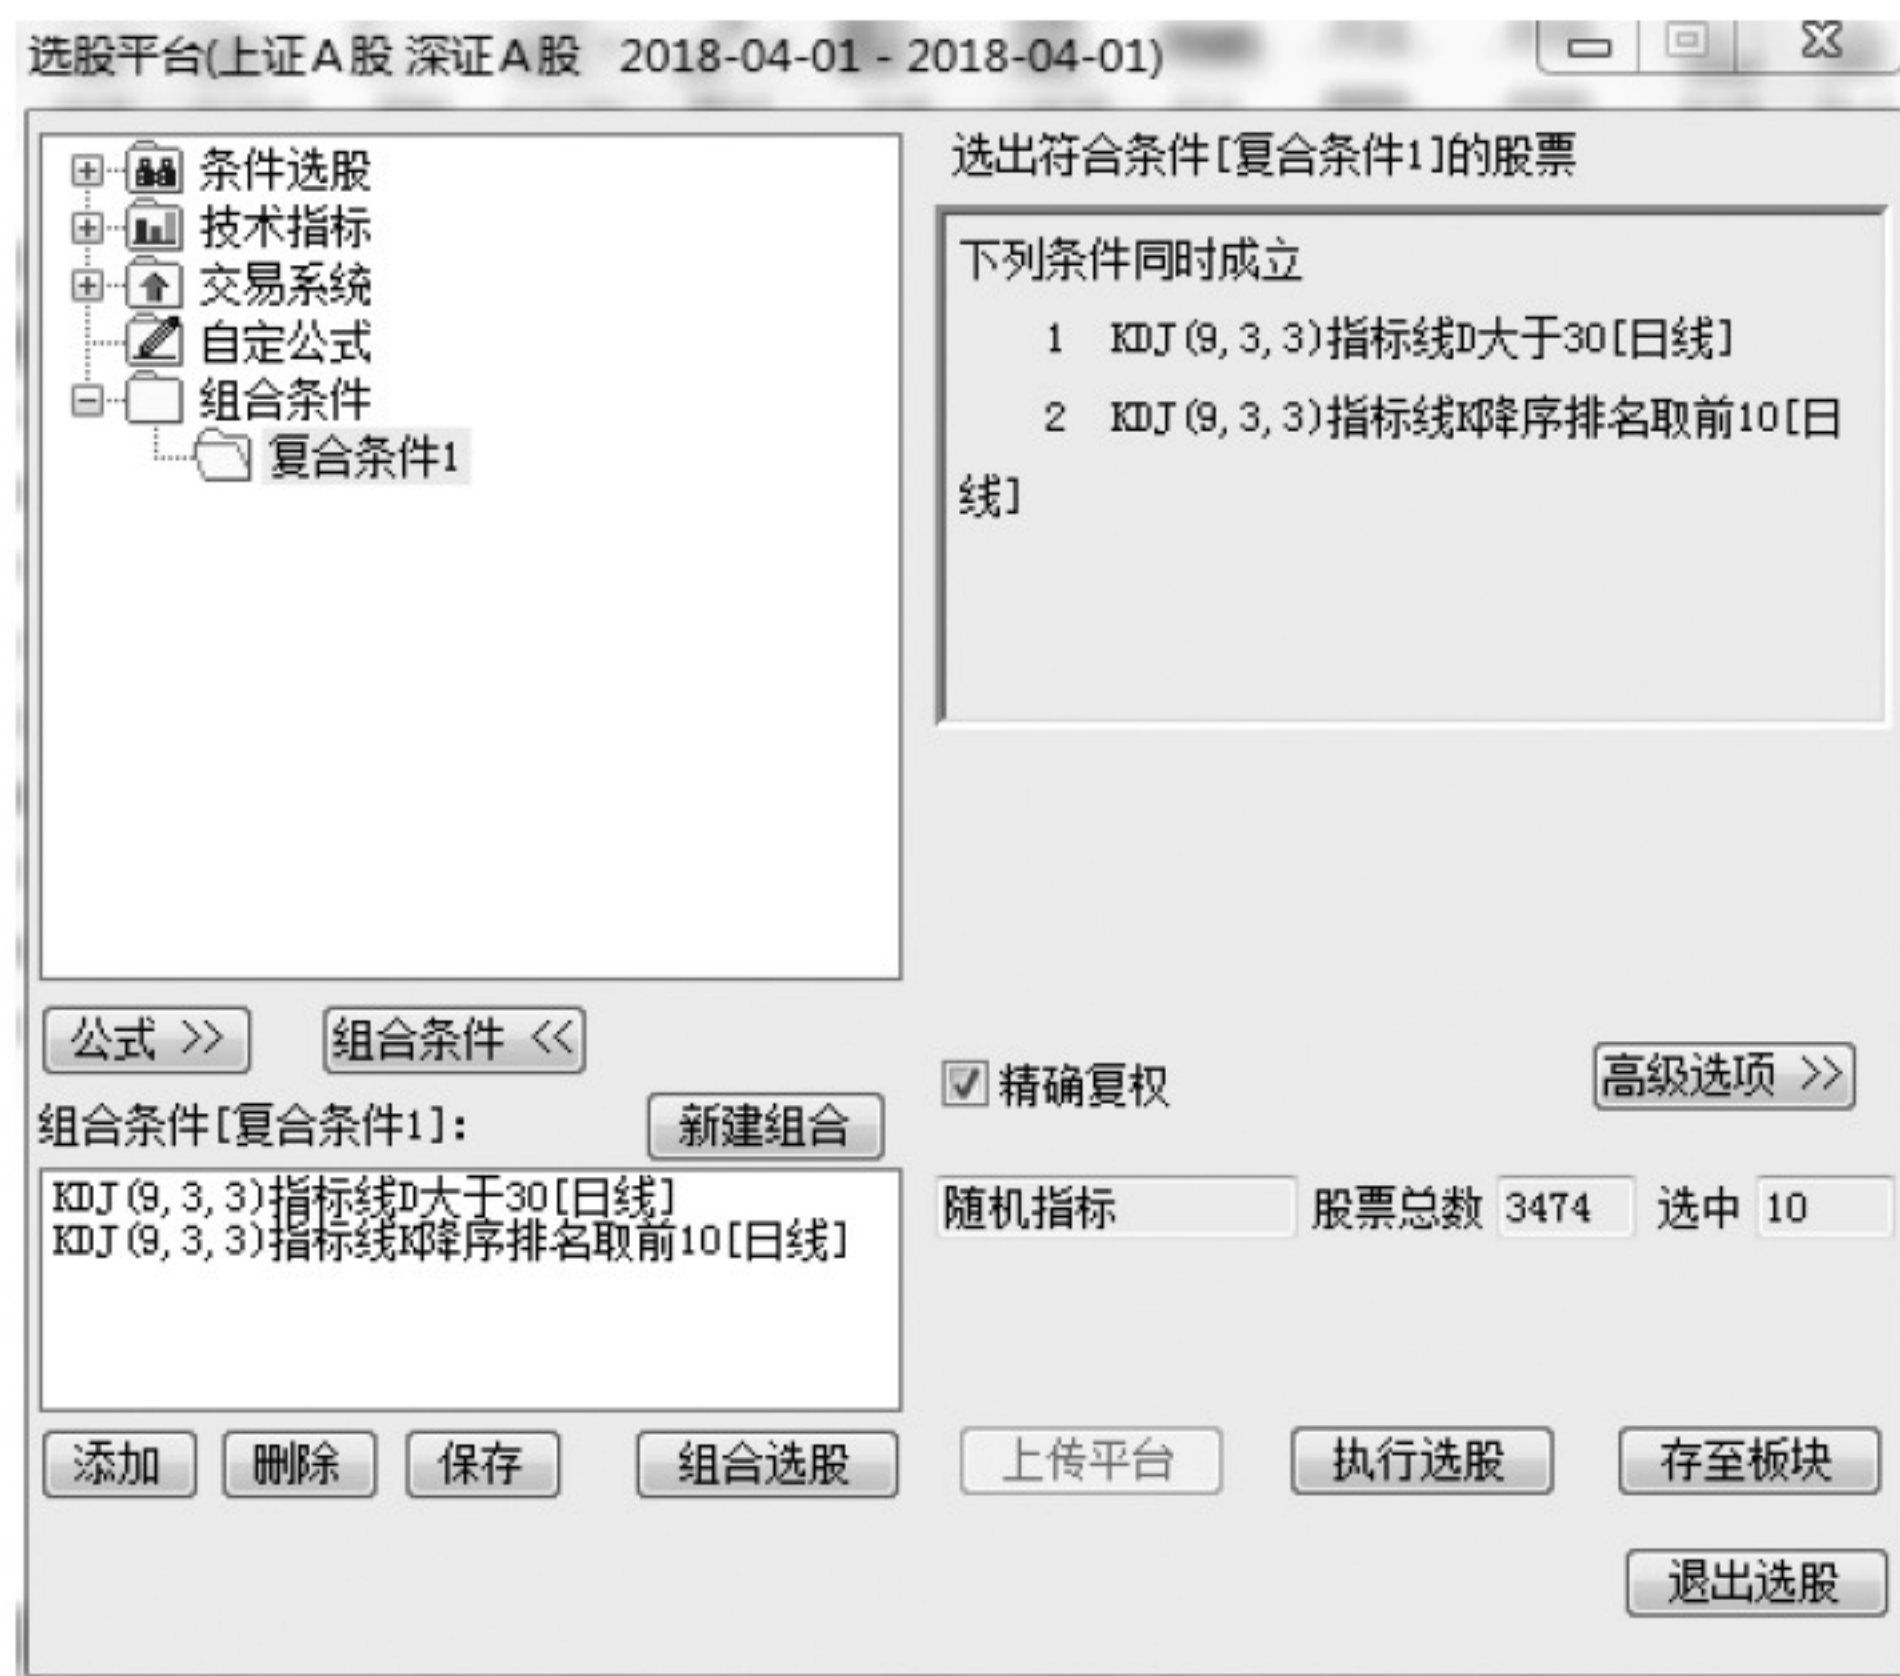 选股平台(上证A股 深证A股 2018-04-01 - 2018-04-01)
条件选股
技术指标
交易系统
自定公式
组合条件
复合条件1
公式 >>
组合条件 <<
组合条件[复合条件1]:
新建组合
KDJ(9,3,3)指标线D大于30[日线]
KDJ(9,3,3)指标线K降序排名取前10[日线]
添加
删除
保存
组合选股
选出符合条件[复合条件1]的股票
下列条件同时成立
1 KDJ(9,3,3)指标线D大于30[日线]
2 KDJ(9,3,3)指标线K降序排名取前10[日
线]
精确复权
高级选项 >>
随机指标
股票总数 3474
选中 10
上传平台
执行选股
存至板块
退出选股